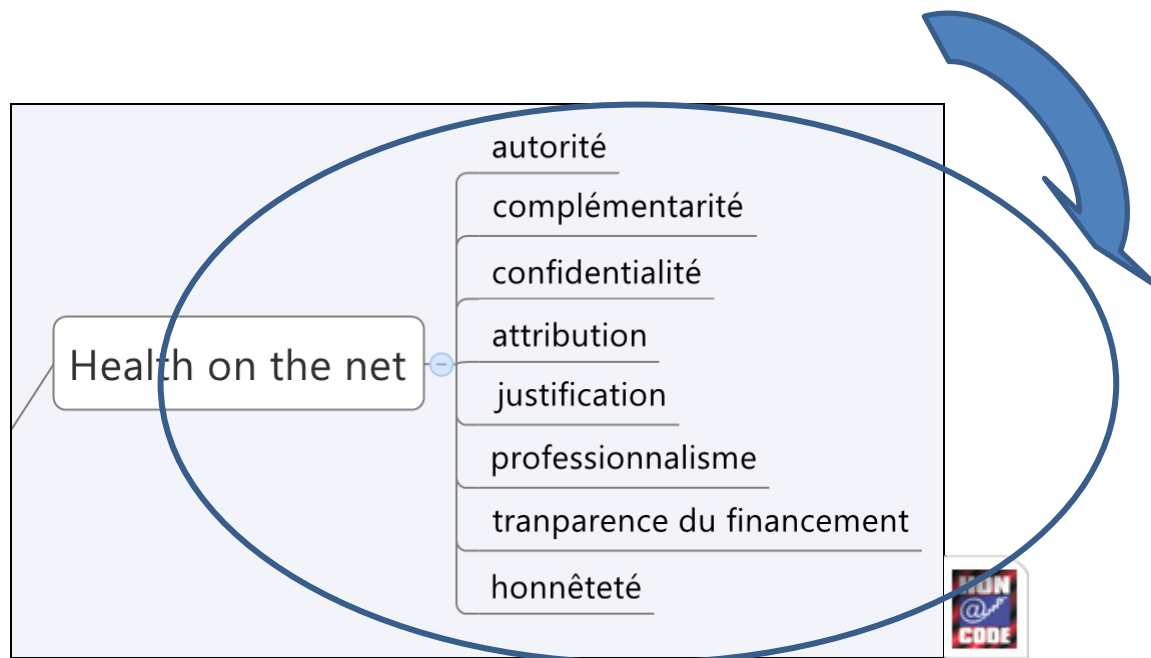 autorité
complémentarité
confidentialité
attribution
Health on the net
justification
professionnalisme
tranparence du financement
honnêteté
HON
@
CODE